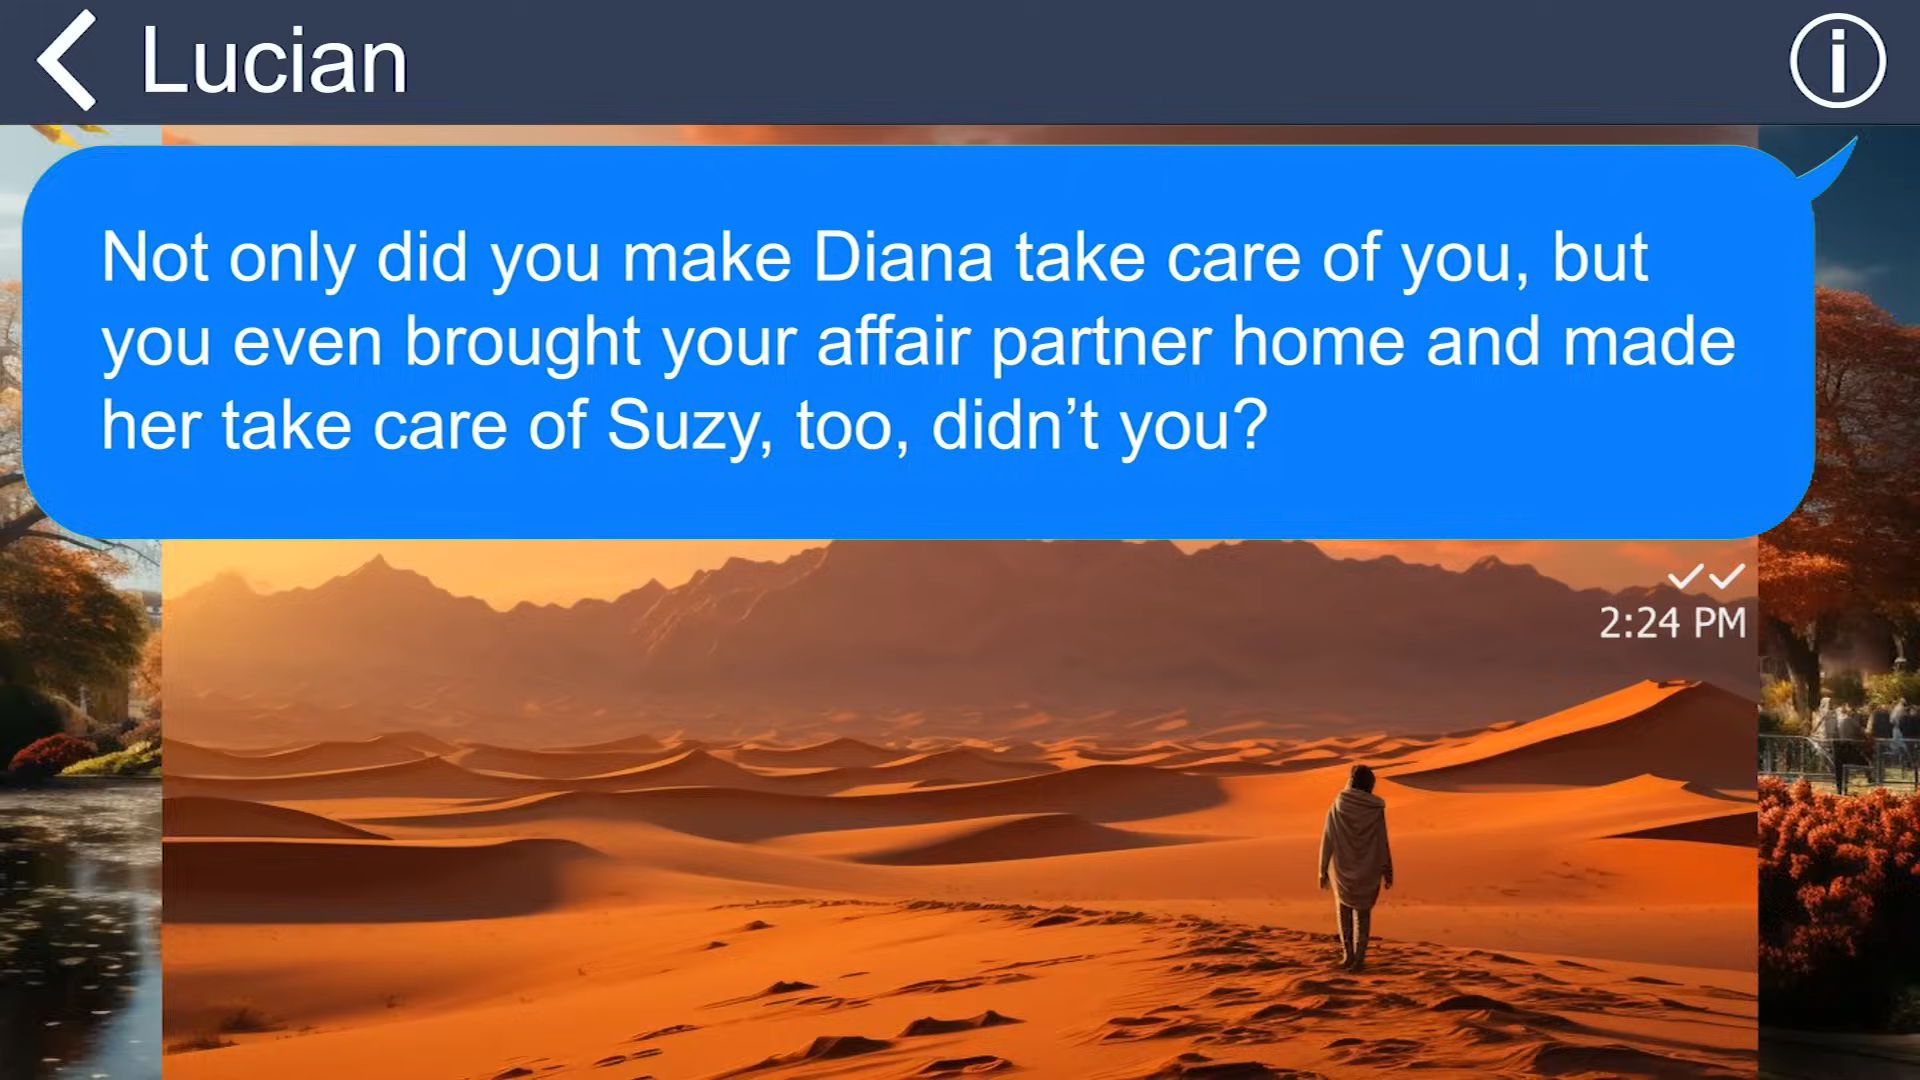 Lucian
Not only did you make Diana take care of you, but
you even brought your affair partner home and made
her take care of Suzy, too, didn’t you?
2:24 PM